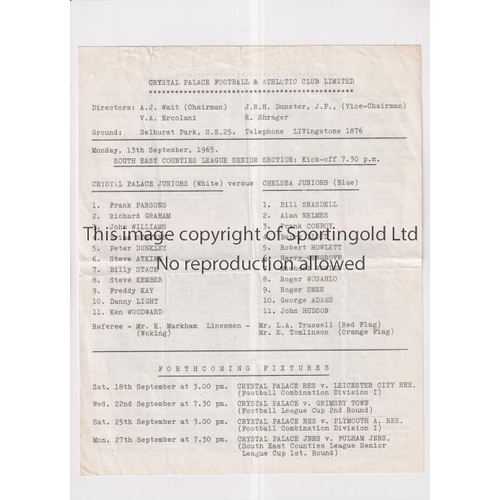 CRYSTAL PALACE FOOTBALL & ATHLETIC CLUB LIMITED
Directors: A.J. Wait (Chairman) J.R.H. Dunster, J.P., (Vice-Chairman)
V.A. Ercolani R. Shrager
Ground: Selhurst Park, S.E.25. Telephone LIVingstone 1876
Monday, 13th September, 1965.
SOUTH EAST COUNTIES LEAGUE SENIOR SECTION: Kick-off 7.30 p.m.
CRYSTAL PALACE JUNIORS (White) versus CHELSEA JUNIORS (Blue)
1. Frank PARSONS 1. Bill SNASDELL
2. Richard GRAHAM 2. Alan NELMES
3. John WILLIAMS 3. Frank CONBOY
This image copyright of Sportingold Ltd
5. Peter DUNKLEY 5. Robert HOWLETT
6. Steve 6. Harry
No reproduction allowed
7. Billy STACK
8. Steve KEMBER 8. Roger WOSAHLO
9. Freddy KAY 9. Roger SMEE
10. Danny LIGHT 10. George ADAMS
11. Ken WOODWARD 11. John HUDSON
Referee - Mr. K. Markham Linesmen - Mr. L.A. Trussell (Red Flag)
(Woking) Mr. E. Tomlinson (Orange Flag)
FORTHCOMING FIXTURES
Sat. 18th September at 3.00 pm. CRYSTAL PALACE RES v. LEICESTER CITY RES.
(Football Combination Division I)
Wed. 22nd September at 7.30 pm. CRYSTAL PALACE v. GRIMSBY TOWN
(Football League Cup 2nd Round)
Sat. 25th September at 3.00 pm. CRYSTAL PALACE RES v. PLYMOUTH A. RES.
(Football Combination Division I)
Mon. 27th September at 7.30 pm. CRYSTAL PALACE JNRS v. FULHAM JNRS.
(South East Counties League Senior
League Cup 1st. Round)